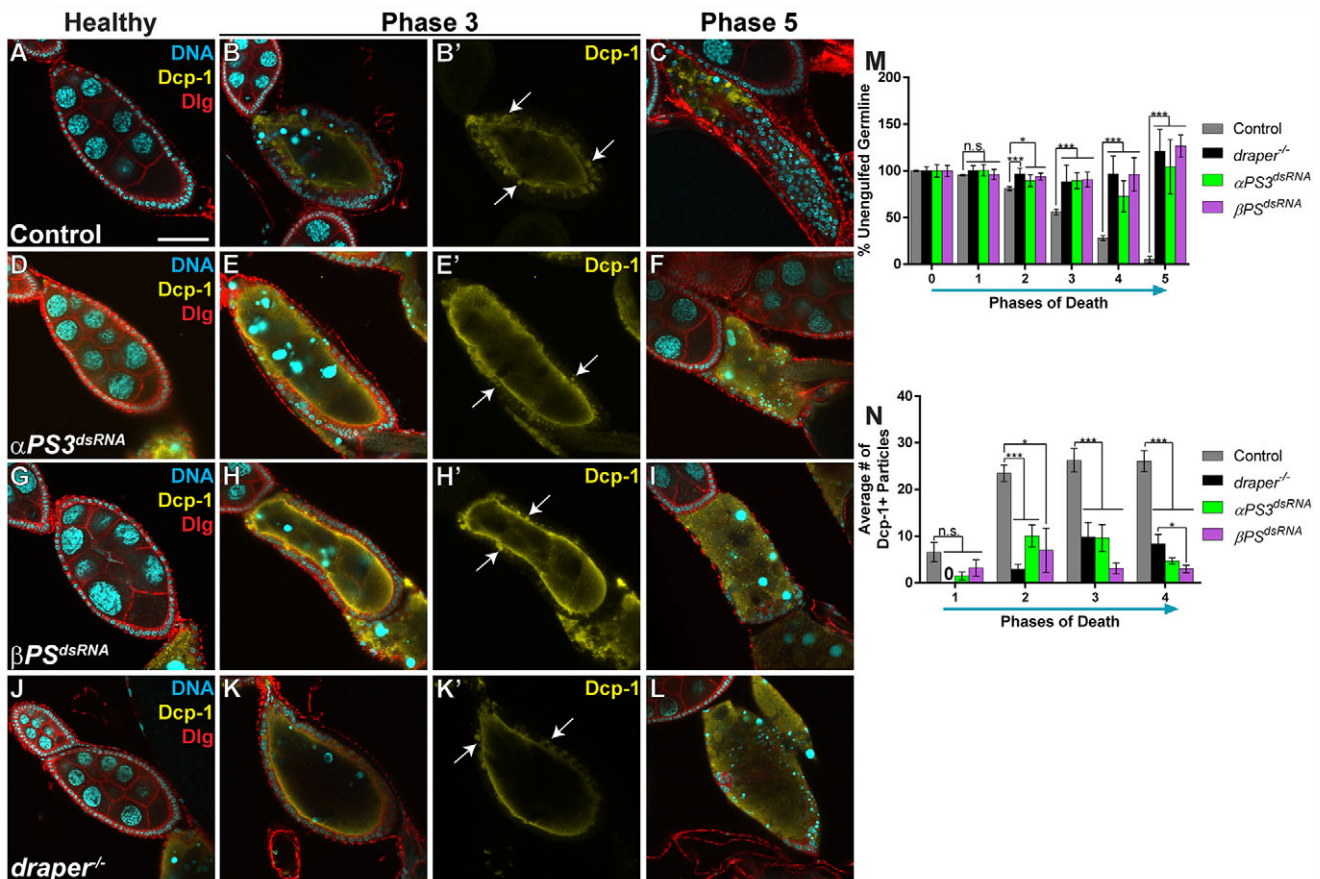 Healthy
Phase 3
Phase 5
A
DNA
Dcp-1
Dlg
Control
B
B'
Dcp-1
C
D
DNA
Dcp-1
Dlg
αPS3dsRNA
E
E'
Dcp-1
F
G
DNA
Dcp-1
Dlg
βPSdsRNA
H
H'
Dcp-1
I
J
DNA
Dcp-1
Dlg
draper-/-
K
K'
Dcp-1
L
M
% Unengulfed Germline
200
150
100
50
0
n.s.
*
***
***
***
***
0 1 2 3 4 5
Phases of Death
Control
draper-/-
αPS3dsRNA
βPSdsRNA
N
Average # of
Dcp-1+ Particles
40
30
20
10
0
n.s.
0
*
***
***
***
*
1 2 3 4
Phases of Death
Control
draper-/-
αPS3dsRNA
βPSdsRNA